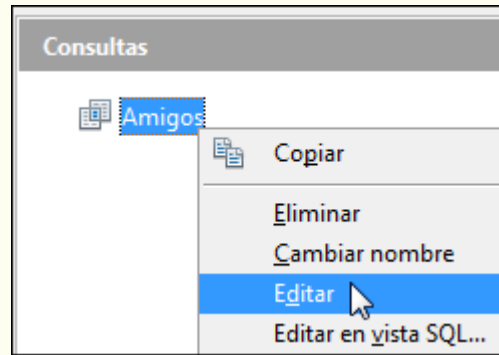 Consultas
Amigos
Copiar
Eliminar
Cambiar nombre
Editar
Editar en vista SQL...